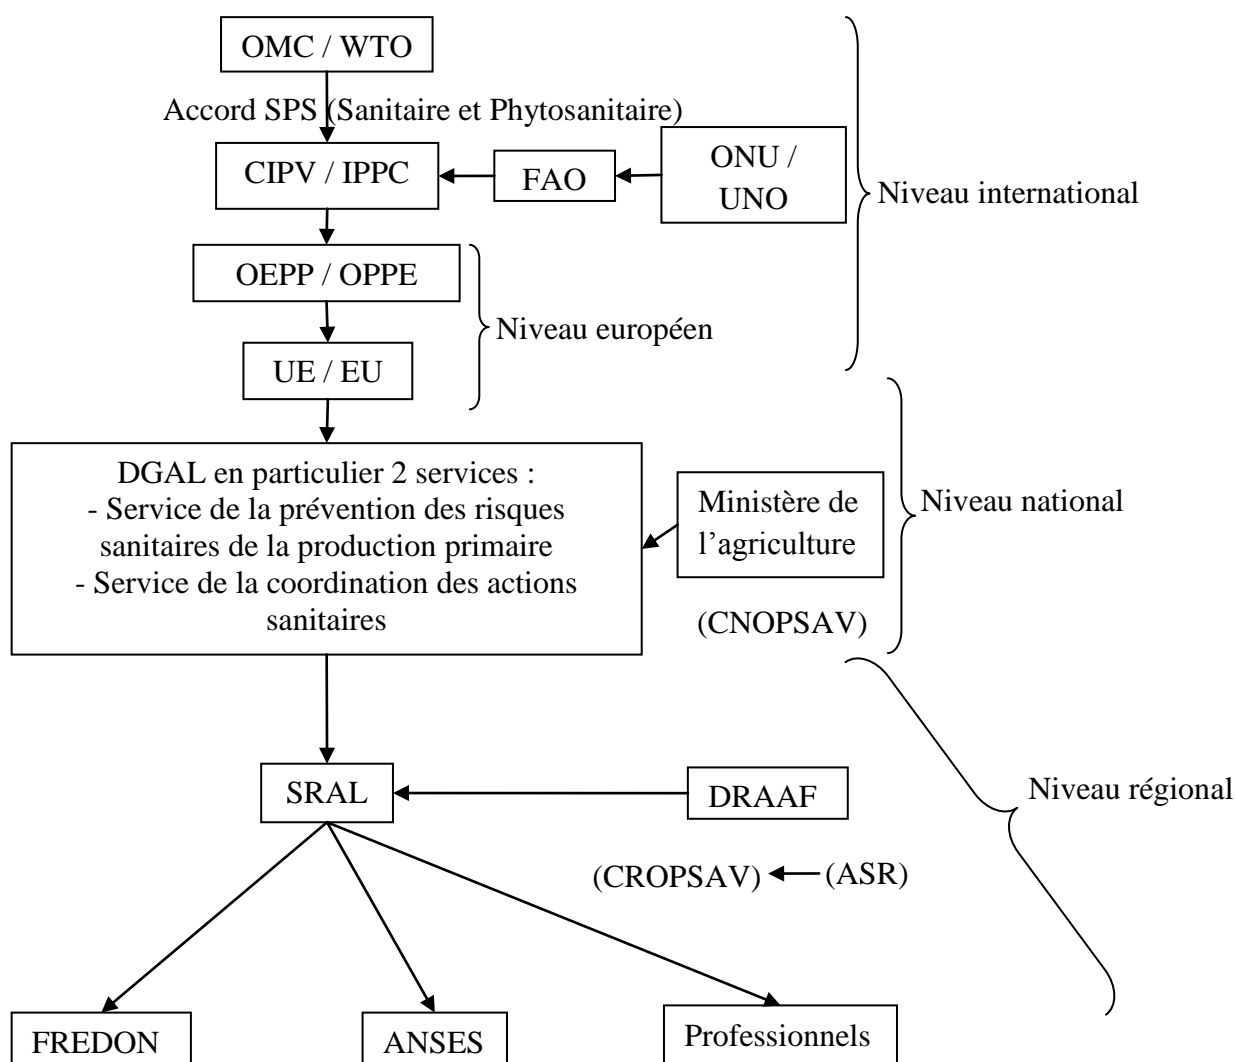 OMC / WTO
Accord SPS (Sanitaire et Phytosanitaire)
CIPV / IPPC
FAO
ONU /
UNO
Niveau international
OEPP / OPPE
Niveau européen
UE / EU
DGAL en particulier 2 services :
- Service de la prévention des risques
sanitaires de la production primaire
- Service de la coordination des actions
sanitaires
Ministère de
l’agriculture
(CNOPSAV)
Niveau national
SRAL
DRAAF
Niveau régional
(CROPSAV)
(ASR)
FREDON
ANSES
Professionnels